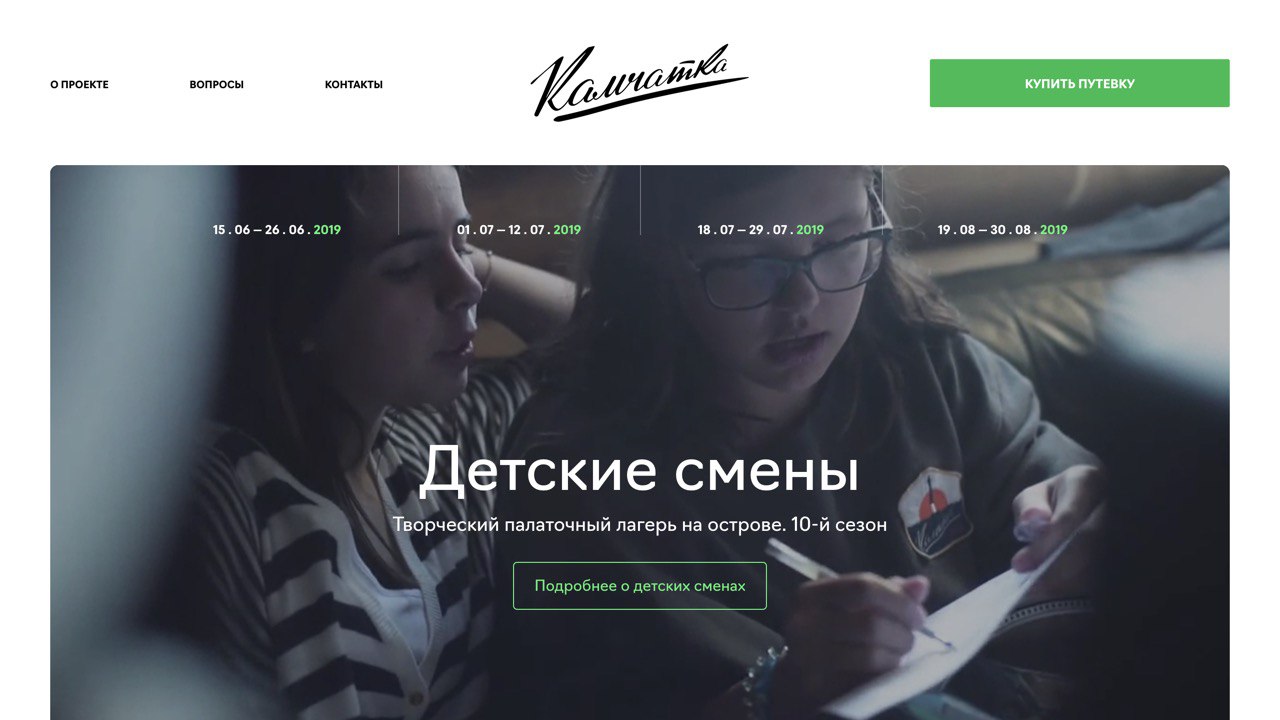 О ПРОЕКТЕ
ВОПРОСЫ
КОНТАКТЫ
Камчатка
КУПИТЬ ПУТЕВКУ
15 . 06 – 26 . 06 . 2019
01 . 07 – 12 . 07 . 2019
18 . 07 – 29 . 07 . 2019
19 . 08 – 30 . 08 . 2019
Детские смены
Творческий палаточный лагерь на острове. 10-й сезон
Подробнее о детских сменах